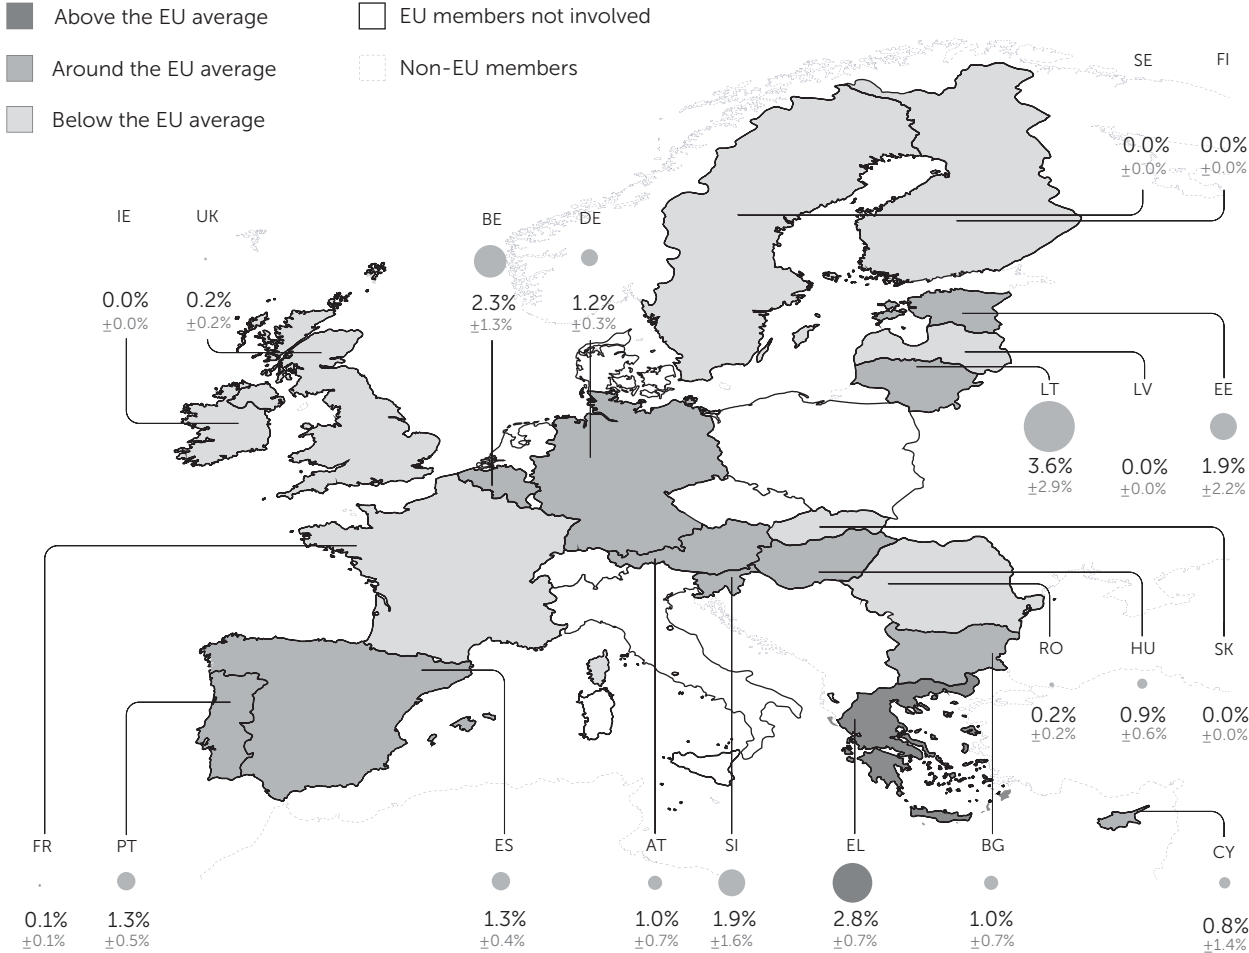 Above the EU average
EU members not involved
Around the EU average
Non-EU members
Below the EU average
SE
FI
0.0%
±0.0%
0.0%
±0.0%
IE
UK
BE
DE
0.0%
±0.0%
0.2%
±0.2%
2.3%
±1.3%
1.2%
±0.3%
LT
LV
EE
3.6%
±2.9%
0.0%
±0.0%
1.9%
±2.2%
RO
HU
SK
0.2%
±0.2%
0.9%
±0.6%
0.0%
±0.0%
FR
PT
ES
AT
SI
EL
BG
CY
0.1%
±0.1%
1.3%
±0.5%
1.3%
±0.4%
1.0%
±0.7%
1.9%
±1.6%
2.8%
±0.7%
1.0%
±0.7%
0.8%
±1.4%